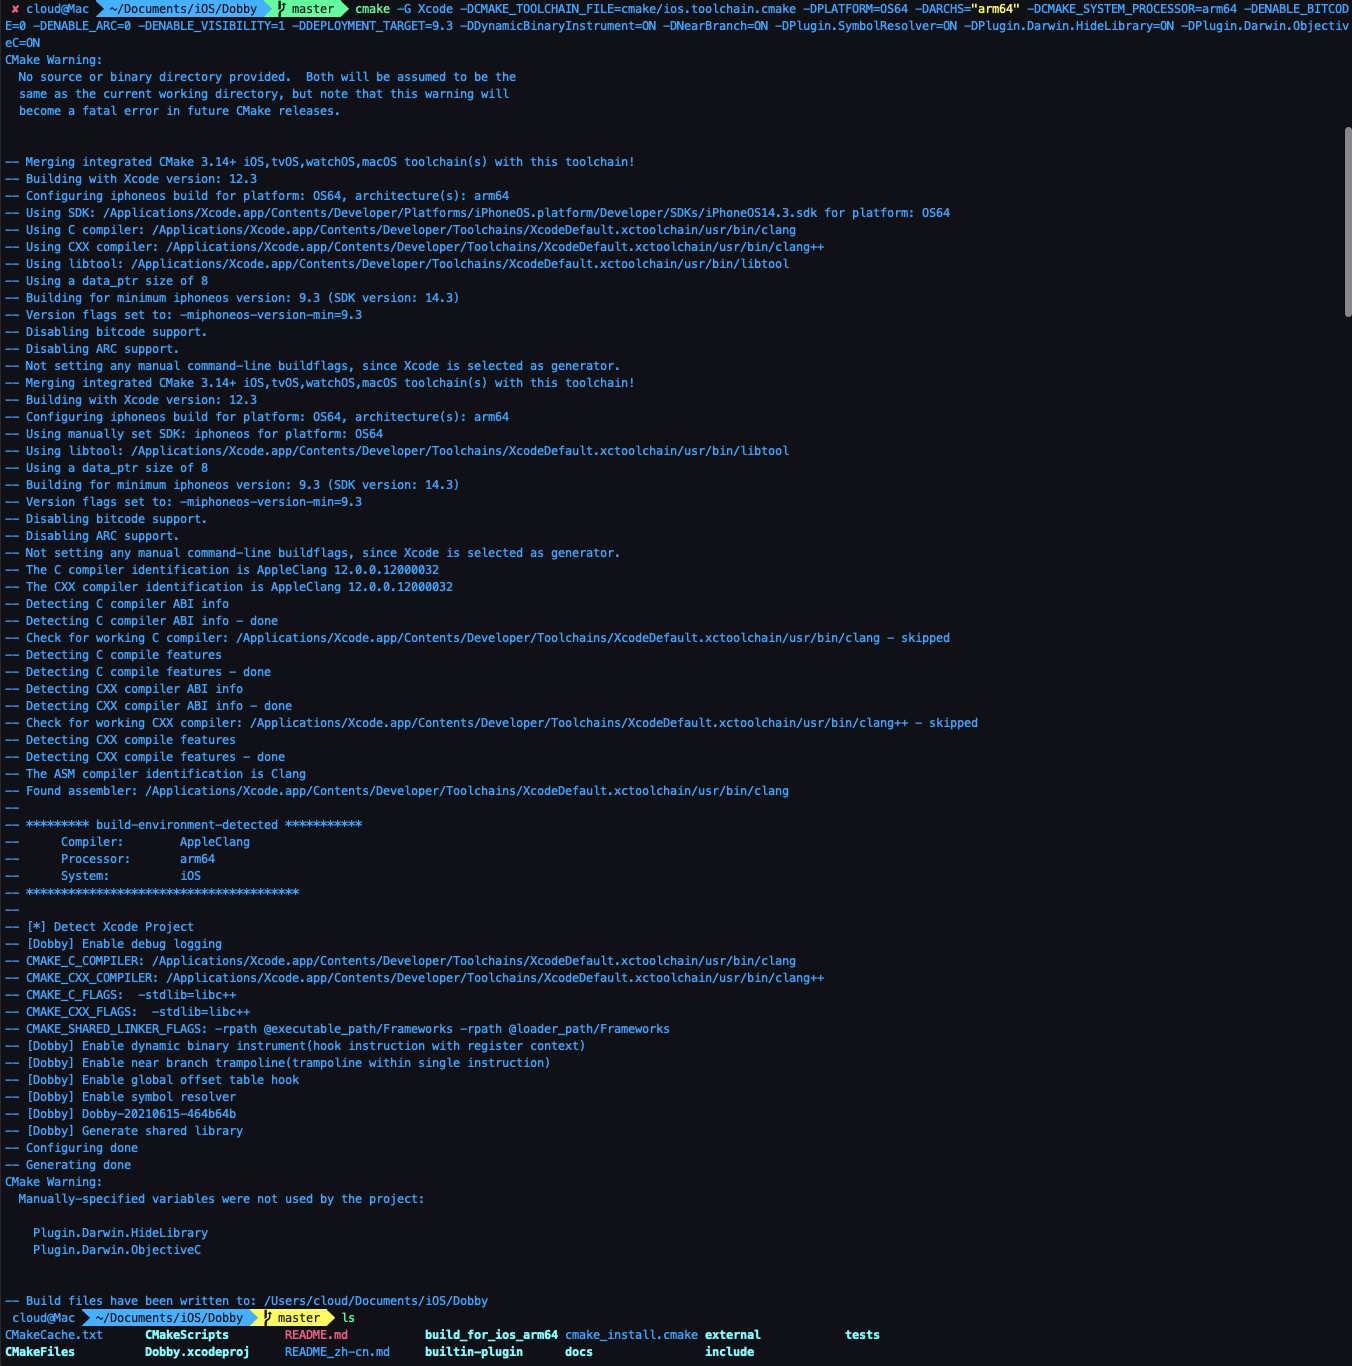 ✘ cloud@Mac ~/Documents/iOS/Dobby master cmake -G Xcode -DCMAKE_TOOLCHAIN_FILE=cmake/ios.toolchain.cmake -DPLATFORM=OS64 -DARCHS="arm64" -DCMAKE_SYSTEM_PROCESSOR=arm64 -DENABLE_BITCOD
E=0 -DENABLE_ARC=0 -DENABLE_VISIBILITY=1 -DDEPLOYMENT_TARGET=9.3 -DDynamicBinaryInstrument=ON -DNearBranch=ON -DPlugin.SymbolResolver=ON -DPlugin.Darwin.HideLibrary=ON -DPlugin.Darwin.Objectiv
eC=ON
CMake Warning:
No source or binary directory provided.  Both will be assumed to be the
same as the current working directory, but note that this warning will
become a fatal error in future CMake releases.
-- Merging integrated CMake 3.14+ iOS,tvOS,watchOS,macOS toolchain(s) with this toolchain!
-- Building with Xcode version: 12.3
-- Configuring iphoneos build for platform: OS64, architecture(s): arm64
-- Using SDK: /Applications/Xcode.app/Contents/Developer/Platforms/iPhoneOS.platform/Developer/SDKs/iPhoneOS14.3.sdk for platform: OS64
-- Using C compiler: /Applications/Xcode.app/Contents/Developer/Toolchains/XcodeDefault.xctoolchain/usr/bin/clang
-- Using CXX compiler: /Applications/Xcode.app/Contents/Developer/Toolchains/XcodeDefault.xctoolchain/usr/bin/clang++
-- Using libtool: /Applications/Xcode.app/Contents/Developer/Toolchains/XcodeDefault.xctoolchain/usr/bin/libtool
-- Using a data_ptr size of 8
-- Building for minimum iphoneos version: 9.3 (SDK version: 14.3)
-- Version flags set to: -miphoneos-version-min=9.3
-- Disabling bitcode support.
-- Disabling ARC support.
-- Not setting any manual command-line buildflags, since Xcode is selected as generator.
-- Merging integrated CMake 3.14+ iOS,tvOS,watchOS,macOS toolchain(s) with this toolchain!
-- Building with Xcode version: 12.3
-- Configuring iphoneos build for platform: OS64, architecture(s): arm64
-- Using manually set SDK: iphoneos for platform: OS64
-- Using libtool: /Applications/Xcode.app/Contents/Developer/Toolchains/XcodeDefault.xctoolchain/usr/bin/libtool
-- Using a data_ptr size of 8
-- Building for minimum iphoneos version: 9.3 (SDK version: 14.3)
-- Version flags set to: -miphoneos-version-min=9.3
-- Disabling bitcode support.
-- Disabling ARC support.
-- Not setting any manual command-line buildflags, since Xcode is selected as generator.
-- The C compiler identification is AppleClang 12.0.0.12000032
-- The CXX compiler identification is AppleClang 12.0.0.12000032
-- Detecting C compiler ABI info
-- Detecting C compiler ABI info - done
-- Check for working C compiler: /Applications/Xcode.app/Contents/Developer/Toolchains/XcodeDefault.xctoolchain/usr/bin/clang - skipped
-- Detecting C compile features
-- Detecting C compile features - done
-- Detecting CXX compiler ABI info
-- Detecting CXX compiler ABI info - done
-- Check for working CXX compiler: /Applications/Xcode.app/Contents/Developer/Toolchains/XcodeDefault.xctoolchain/usr/bin/clang++ - skipped
-- Detecting CXX compile features
-- Detecting CXX compile features - done
-- The ASM compiler identification is Clang
-- Found assembler: /Applications/Xcode.app/Contents/Developer/Toolchains/XcodeDefault.xctoolchain/usr/bin/clang
--
-- ********* build-environment-detected ***********
--      Compiler:        AppleClang
--      Processor:       arm64
--      System:          iOS
-- ***************************************
--
-- [*] Detect Xcode Project
-- [Dobby] Enable debug logging
-- CMAKE_C_COMPILER: /Applications/Xcode.app/Contents/Developer/Toolchains/XcodeDefault.xctoolchain/usr/bin/clang
-- CMAKE_CXX_COMPILER: /Applications/Xcode.app/Contents/Developer/Toolchains/XcodeDefault.xctoolchain/usr/bin/clang++
-- CMAKE_C_FLAGS:  -stdlib=libc++
-- CMAKE_CXX_FLAGS:  -stdlib=libc++
-- CMAKE_SHARED_LINKER_FLAGS: -rpath @executable_path/Frameworks -rpath @loader_path/Frameworks
-- [Dobby] Enable dynamic binary instrument(hook instruction with register context)
-- [Dobby] Enable near branch trampoline(trampoline within single instruction)
-- [Dobby] Enable global offset table hook
-- [Dobby] Enable symbol resolver
-- [Dobby] Dobby-20210615-464b64b
-- [Dobby] Generate shared library
-- Configuring done
-- Generating done
CMake Warning:
Manually-specified variables were not used by the project:
Plugin.Darwin.HideLibrary
Plugin.Darwin.ObjectiveC
-- Build files have been written to: /Users/cloud/Documents/iOS/Dobby
cloud@Mac ~/Documents/iOS/Dobby master ls
CMakeCache.txt CMakeScripts README.md build_for_ios_arm64 cmake_install.cmake external tests
CMakeFiles Dobby.xcodeproj README_zh-cn.md builtin-plugin docs include